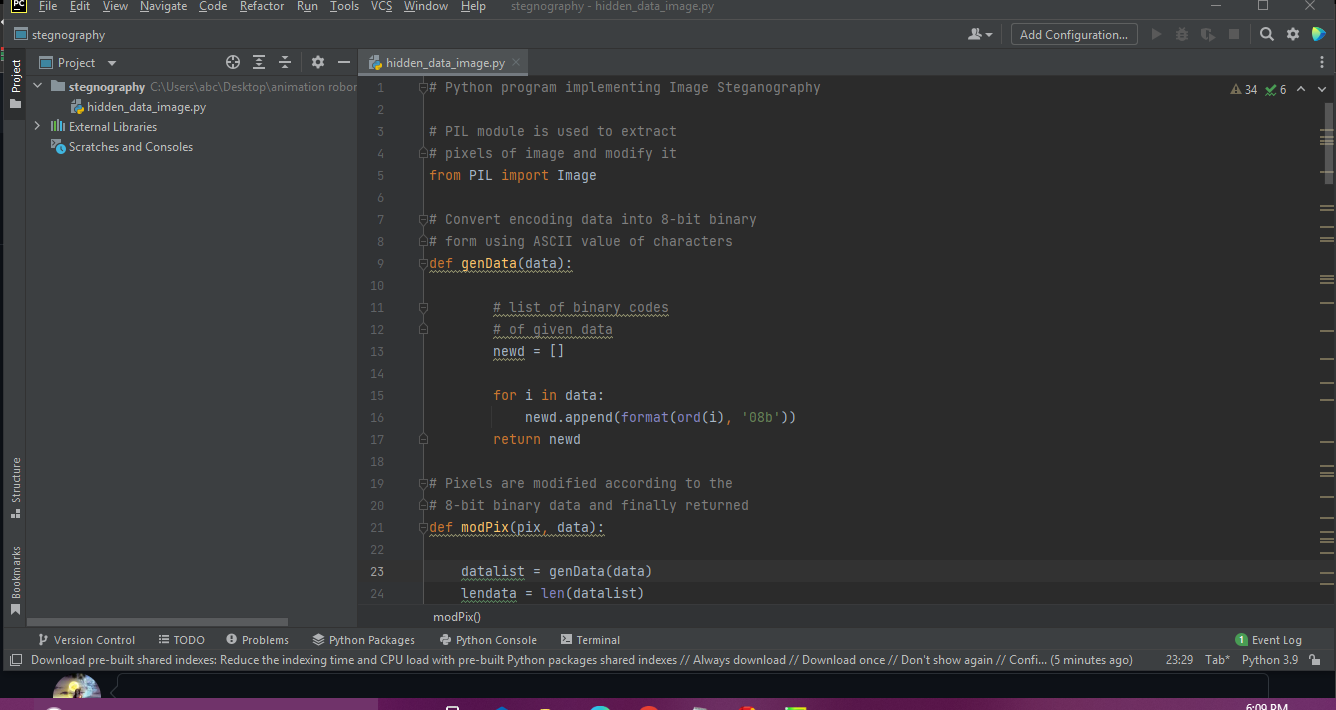 PC File Edit View Navigate Code Refactor Run Tools VCS Window Help stegnography - hidden_data_image.py
stegnography Add Configuration...
Project
Project hidden_data_image.py
stegnography C:\Users\abc\Desktop\animation robor
hidden_data_image.py
External Libraries
Scratches and Consoles
34 6
1 # Python program implementing Image Steganography
2
3 # PIL module is used to extract
4 # pixels of image and modify it
5 from PIL import Image
6
7 # Convert encoding data into 8-bit binary
8 # form using ASCII value of characters
9 def genData(data):
10
11 # list of binary codes
12 # of given data
13 newd = []
14
15 for i in data:
16 newd.append(format(ord(i), '08b'))
17 return newd
18
19 # Pixels are modified according to the
20 # 8-bit binary data and finally returned
21 def modPix(pix, data):
22
23 datalist = genData(data)
24 lendata = len(datalist)
modPix()
Structure
Bookmarks
Version Control TODO Problems Python Packages Python Console Terminal 1 Event Log
Download pre-built shared indexes: Reduce the indexing time and CPU load with pre-built Python packages shared indexes // Always download // Download once // Don't show again // Confi... (5 minutes ago) 23:29 Tab* Python 3.9
6:09 PM